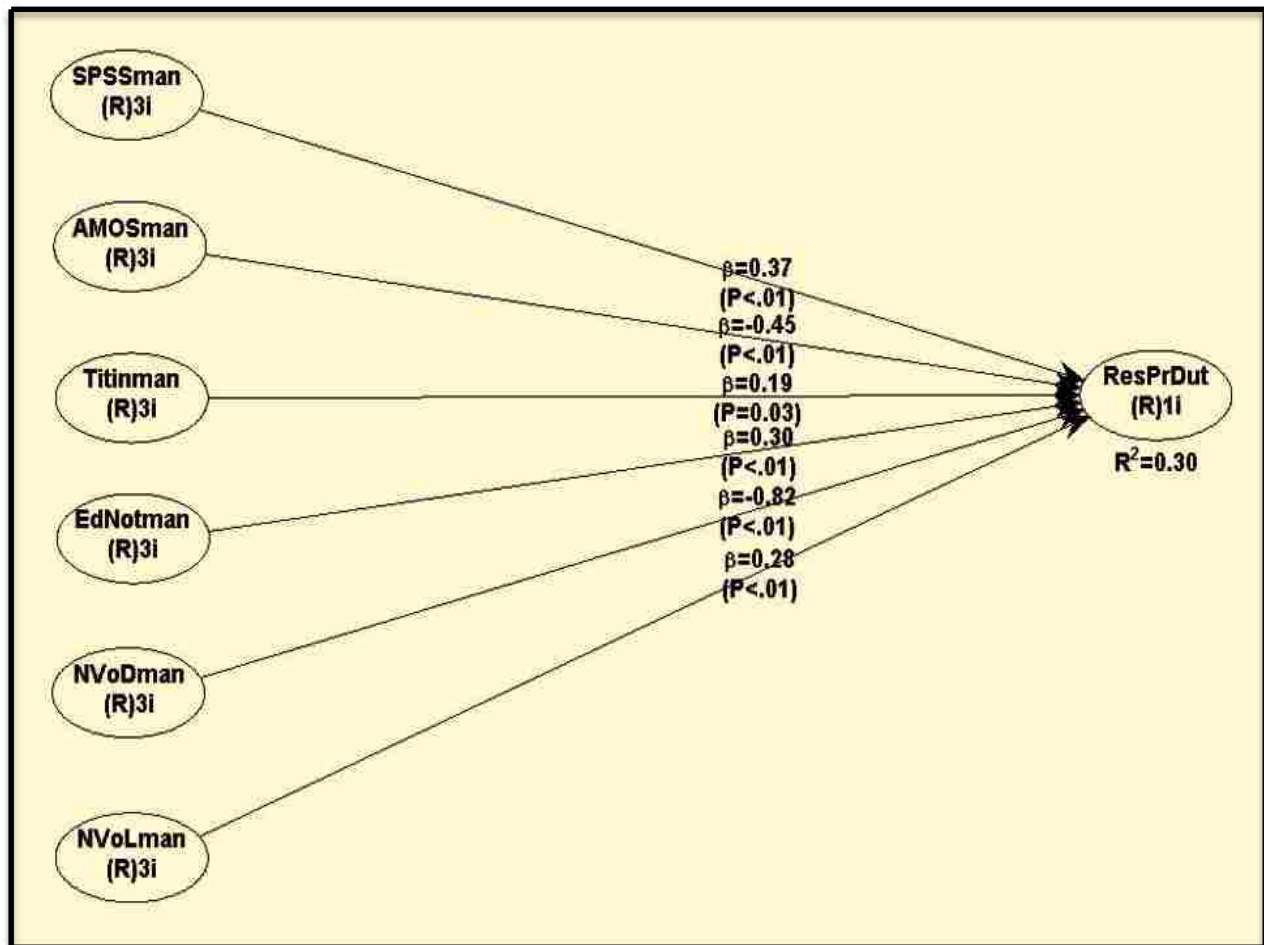 SPSSman
(R)3i
AMOSman
(R)3i
Titinman
(R)3i
EdNotman
(R)3i
NVoDman
(R)3i
NVoLman
(R)3i
β=0.37
(P<.01)
β=-0.45
(P<.01)
β=0.19
(P=0.03)
β=0.30
(P<.01)
β=-0.82
(P<.01)
β=0.28
(P<.01)
ResPrDut
(R)1i
R²=0.30